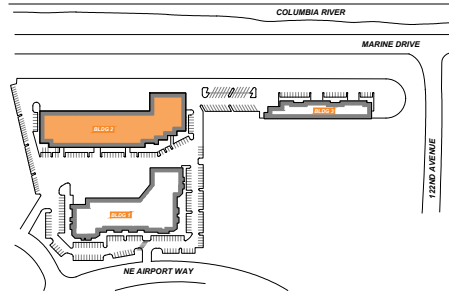 COLUMBIA RIVER
MARINE DRIVE
BLDG 2
BLDG 3
122ND AVENUE
BLDG 1
NE AIRPORT WAY